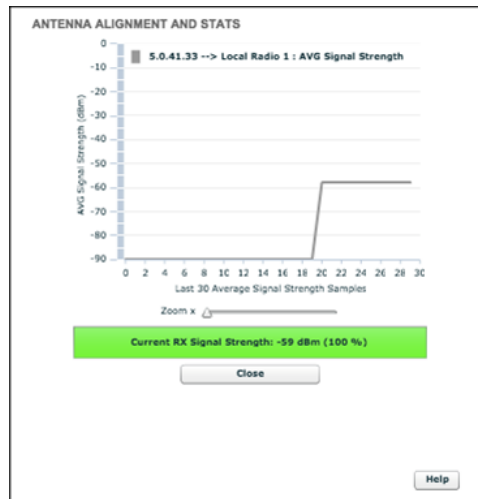 ANTENNA ALIGNMENT AND STATS
5.0.41.33 --> Local Radio 1 : AVG Signal Strength
AVG Signal Strength (dBm)
0
-10
-20
-30
-40
-50
-60
-70
-80
-90
0 2 4 6 8 10 12 14 16 18 20 22 24 26 28 30
Last 30 Average Signal Strength Samples
Zoom x
Current RX Signal Strength: -59 dBm (100 %)
Close
Help